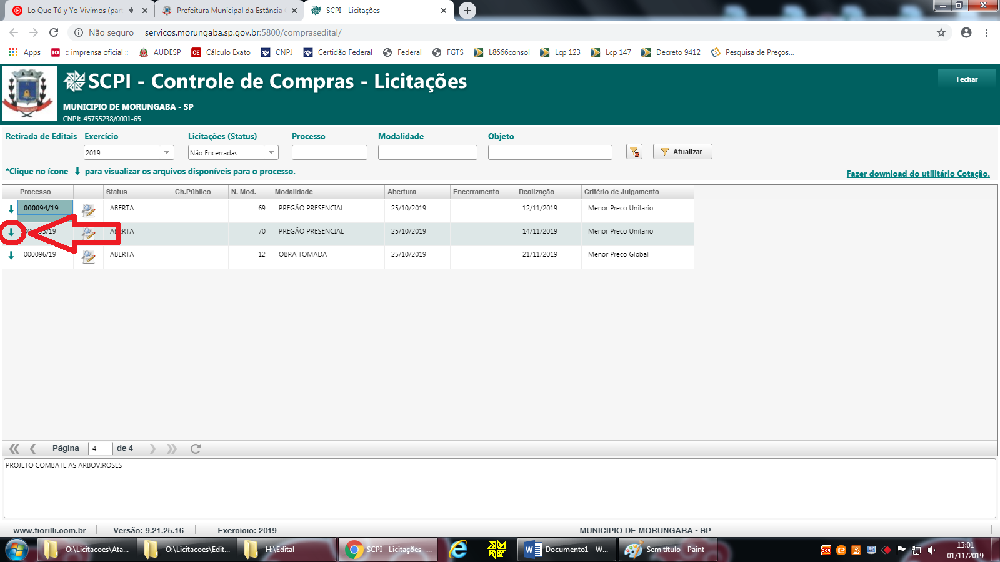 Lo Que Tú y Yo Vivimos (part
Prefeitura Municipal da Estância
SCPI - Licitações
Não seguro
servicos.morungaba.sp.gov.br:5800/comprasedital/
Apps
:: imprensa oficial ::
AUDESP
Cálculo Exato
CNPJ
Certidão Federal
Federal
FGTS
L8666consol
Lcp 123
Lcp 147
Decreto 9412
Pesquisa de Preços...
SCPI - Controle de Compras - Licitações
Fechar
MUNICIPIO DE MORUNGABA - SP
CNPJ: 45755238/0001-65
Retirada de Editais - Exercício
Licitações (Status)
Processo
Modalidade
Objeto
2019
Não Encerradas
Atualizar
*Clique no ícone para visualizar os arquivos disponíveis para o processo.
Fazer download do utilitário Cotação.
Processo Status Ch.Público N. Mod. Modalidade Abertura Encerramento Realização Critério de Julgamento
000094/19 ABERTA 69 PREGÃO PRESENCIAL 25/10/2019 12/11/2019 Menor Preco Unitario
70 PREGÃO PRESENCIAL 25/10/2019 14/11/2019 Menor Preco Unitario
000096/19 ABERTA 12 OBRA TOMADA 25/10/2019 21/11/2019 Menor Preco Global
Página 4 de 4
PROJETO COMBATE AS ARBOVIROSES
www.fiorilli.com.br
Versão: 9.21.25.16
Exercício: 2019
MUNICIPIO DE MORUNGABA - SP
O:\Licitacoes\Ata...
O:\Licitacoes\Edit...
H:\Edital
SCPI - Licitações -...
Documento1 - W...
Sem título - Paint
13:01
01/11/2019